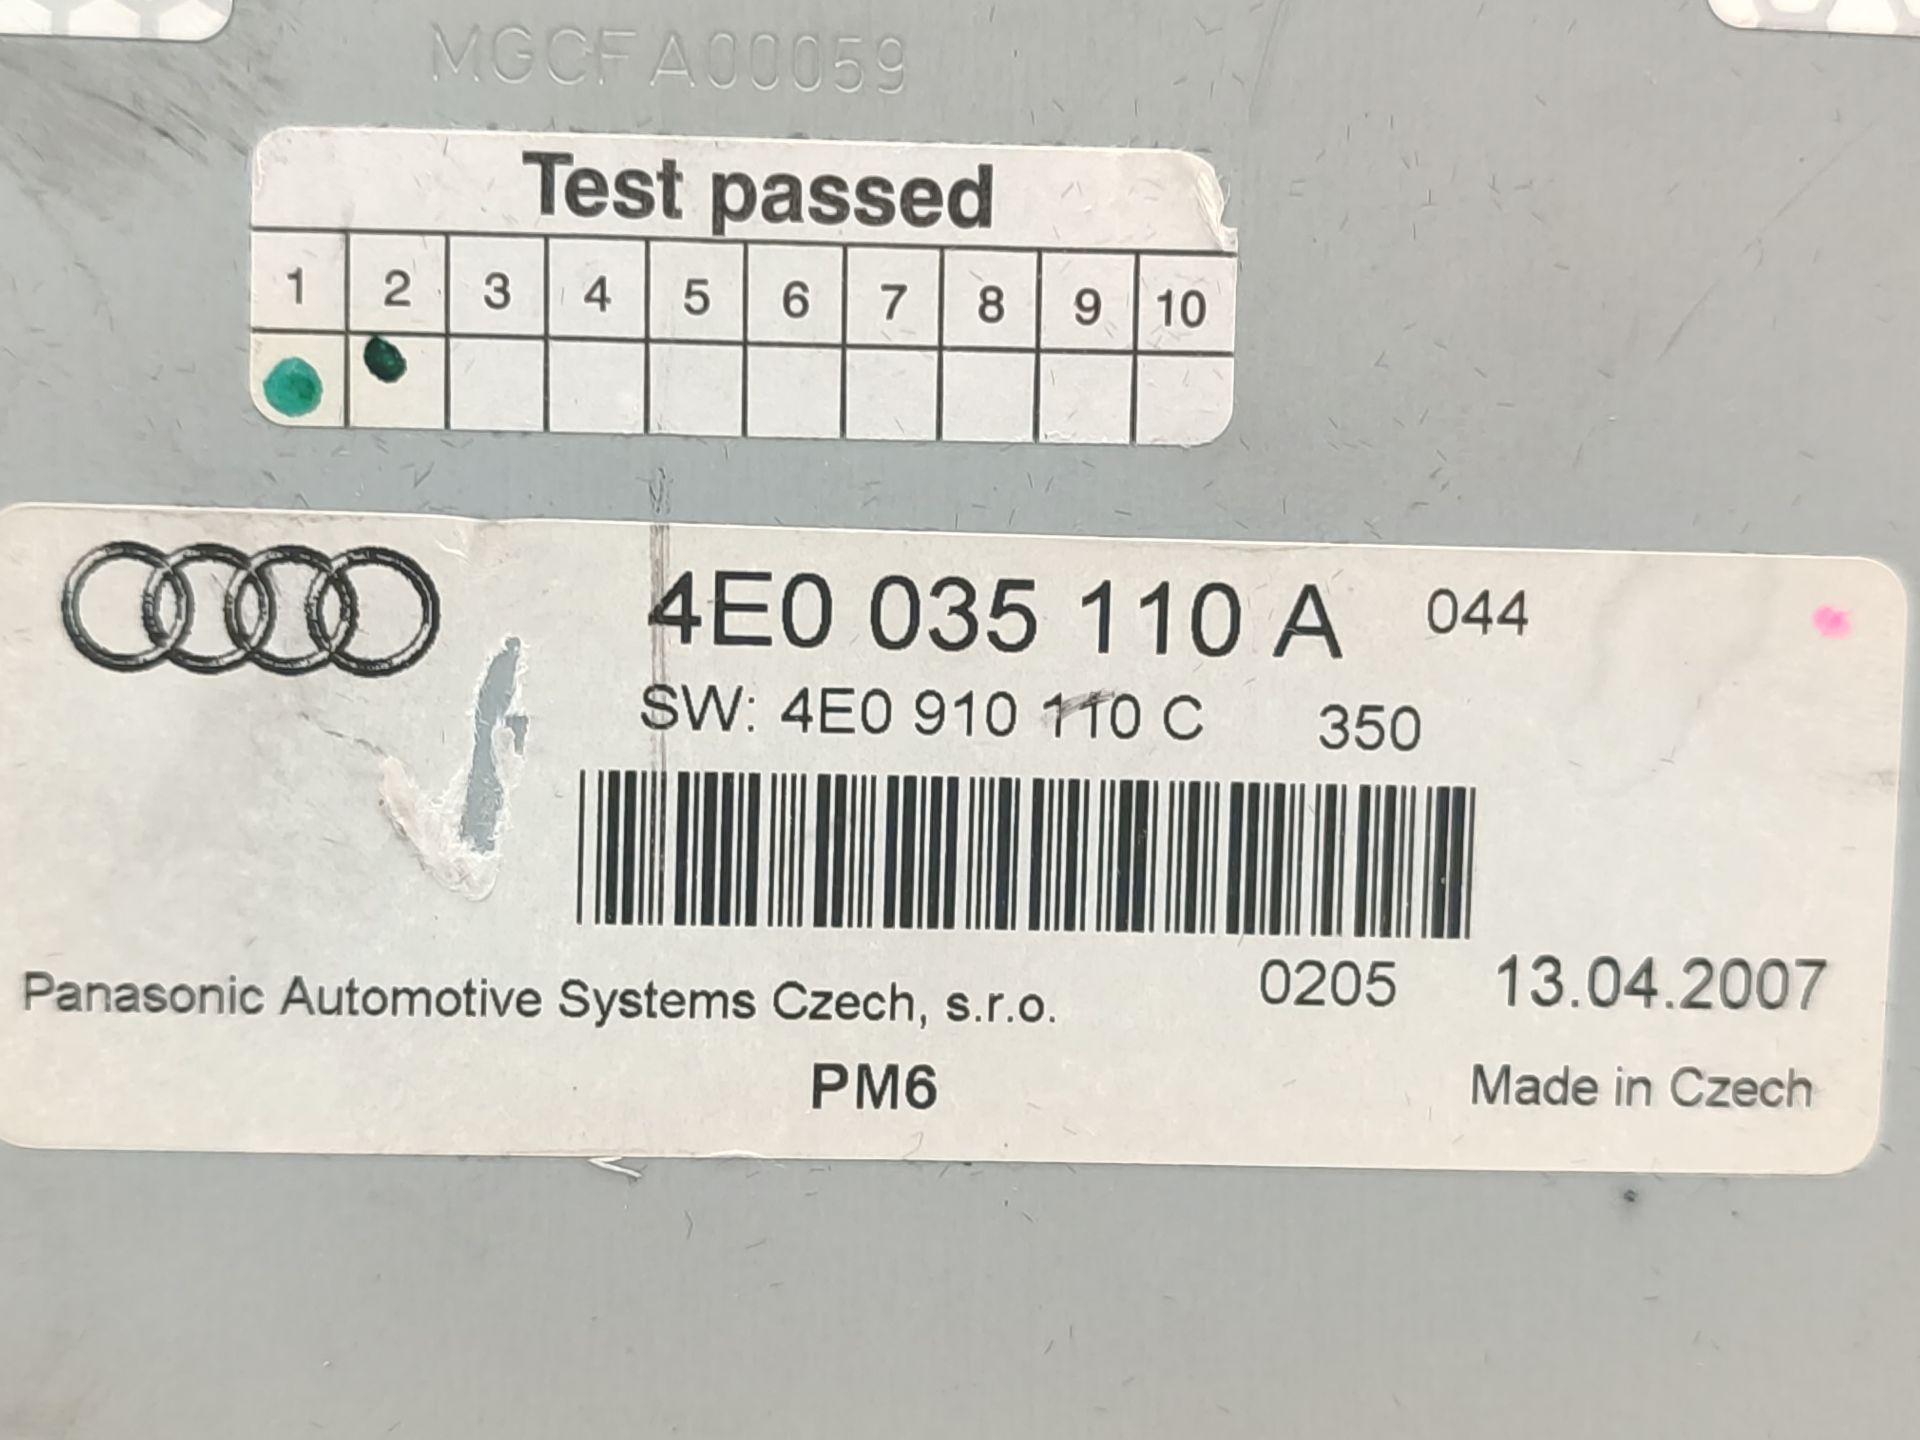 MGCFA00059
Test passed
1 2 3 4 5 6 7 8 9 10
4E0 035 110 A 044
SW: 4E0 910 110 C 350
Panasonic Automotive Systems Czech, s.r.o. 0205 13.04.2007
PM6 Made in Czech